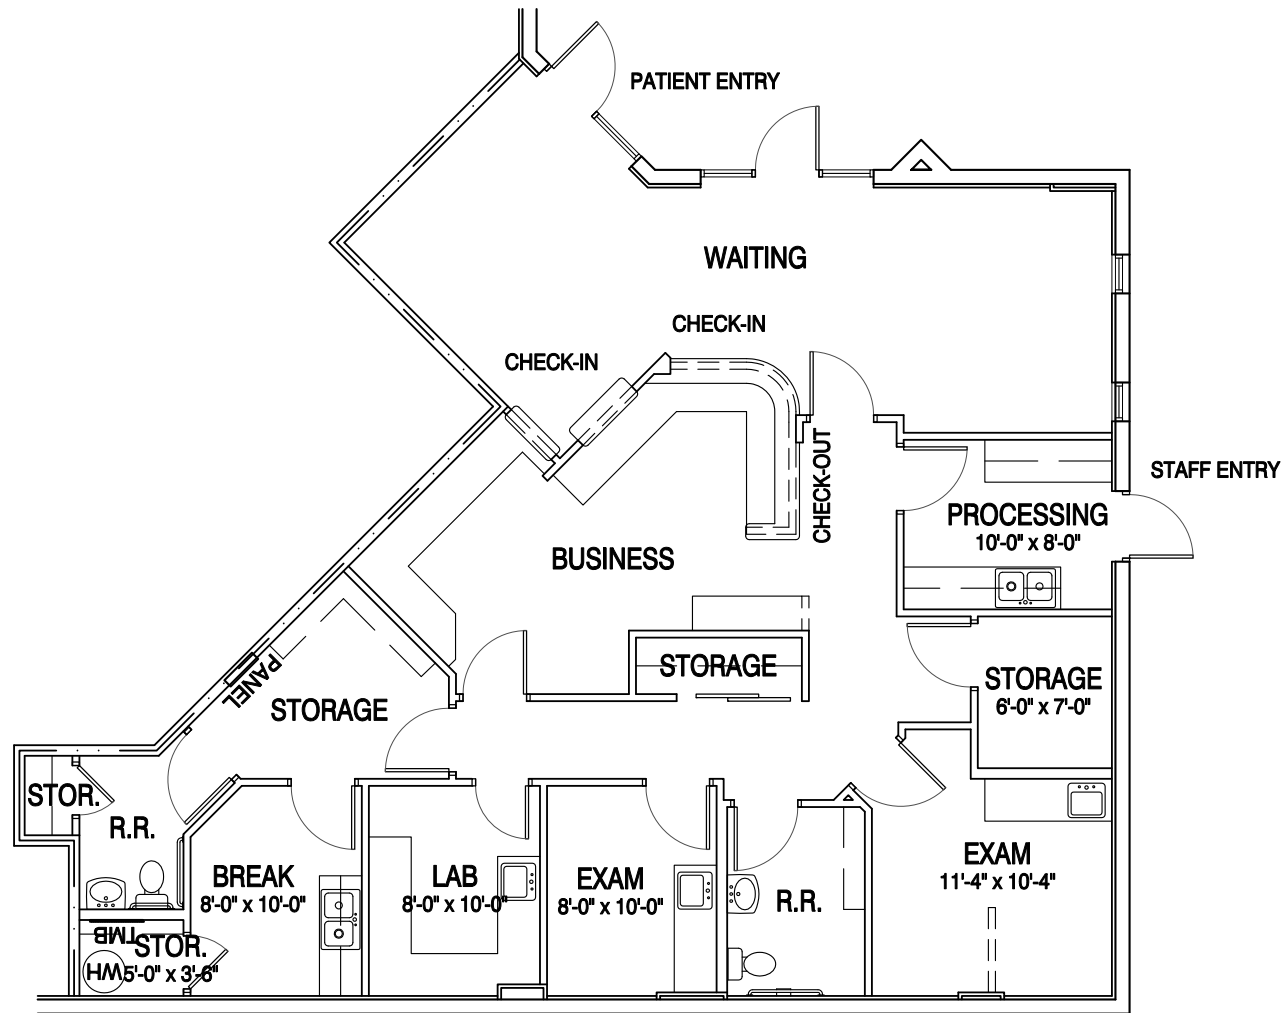 PATIENT ENTRY
WAITING
CHECK-IN
CHECK-IN
CHECK-OUT
STAFF ENTRY
PROCESSING
10'-0" x 8'-0"
BUSINESS
STORAGE
STORAGE
6'-0" x 7'-0"
PANEL
STORAGE
STOR.
R.R.
BREAK
8'-0" x 10'-0"
LAB
8'-0" x 10'-0"
EXAM
8'-0" x 10'-0"
R.R.
EXAM
11'-4" x 10'-4"
TMB
STOR.
WH
5'-0" x 3'-6"